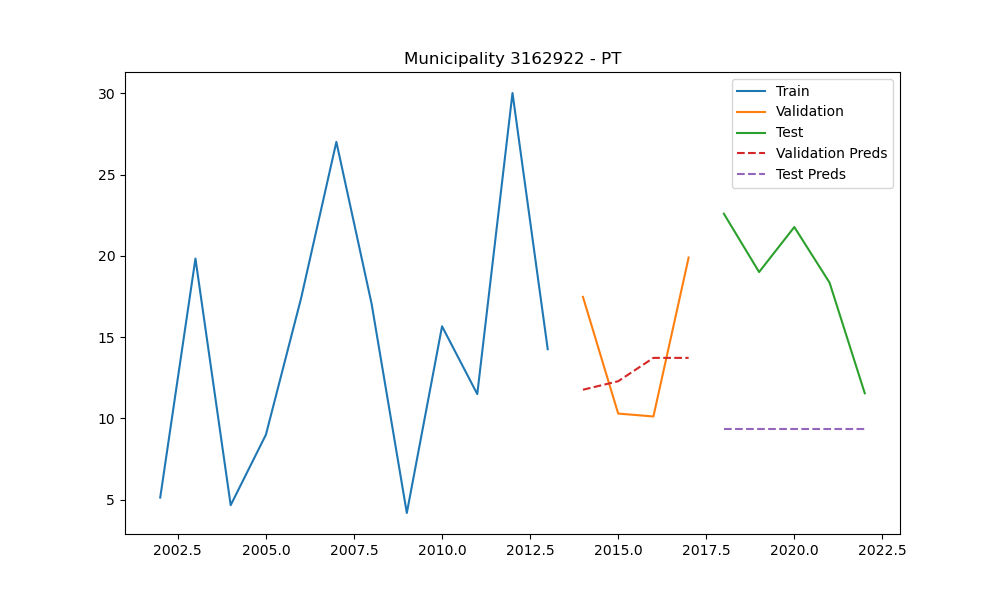 Municipality 3162922 - PT
Train
Validation
Test
Validation Preds
Test Preds
30
25
20
15
10
5
2002.5 2005.0 2007.5 2010.0 2012.5 2015.0 2017.5 2020.0 2022.5